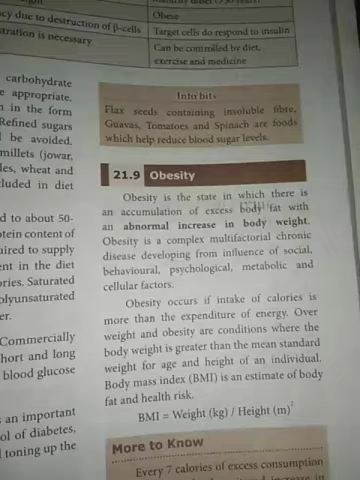 cy due to destruction of β-cells
stration is necessary
Obese
Target cells do respond to insulin
Can be controlled by diet,
exercise and medicine
carbohydrate
e appropriate.
n in the form
Refined sugars
l be avoided.
millets (jowar,
les, wheat and
cluded in diet
d to about 50-
otein content of
uired to supply
ent in the diet
ories. Saturated
olyunsaturated
er.
Commercially
hort and long
blood glucose
s an important
ol of diabetes,
toning up the
Info bits
Flax seeds containing insoluble fibre,
Guavas, Tomatoes and Spinach are foods
which help reduce blood sugar levels.
21.9 Obesity
Obesity is the state in which there is
an accumulation of excess body fat with
an abnormal increase in body weight.
Obesity is a complex multifactorial chronic
disease developing from influence of social,
behavioural, psychological, metabolic and
cellular factors.
Obesity occurs if intake of calories is
more than the expenditure of energy. Over
weight and obesity are conditions where the
body weight is greater than the mean standard
weight for age and height of an individual.
Body mass index (BMI) is an estimate of body
fat and health risk.
BMI = Weight (kg) / Height (m)²
More to Know
Every 7 calories of excess consumption